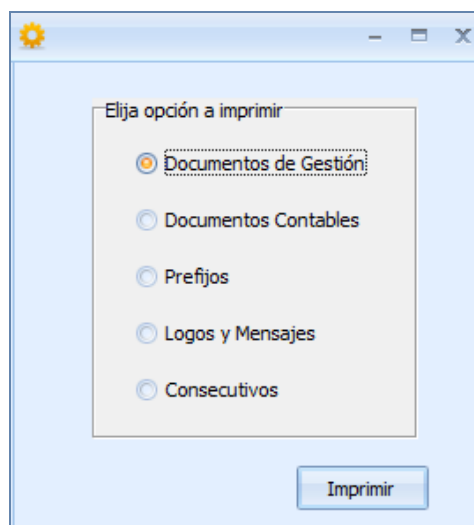 Elija opción a imprimir
Documentos de Gestión
Documentos Contables
Prefijos
Logos y Mensajes
Consecutivos
Imprimir